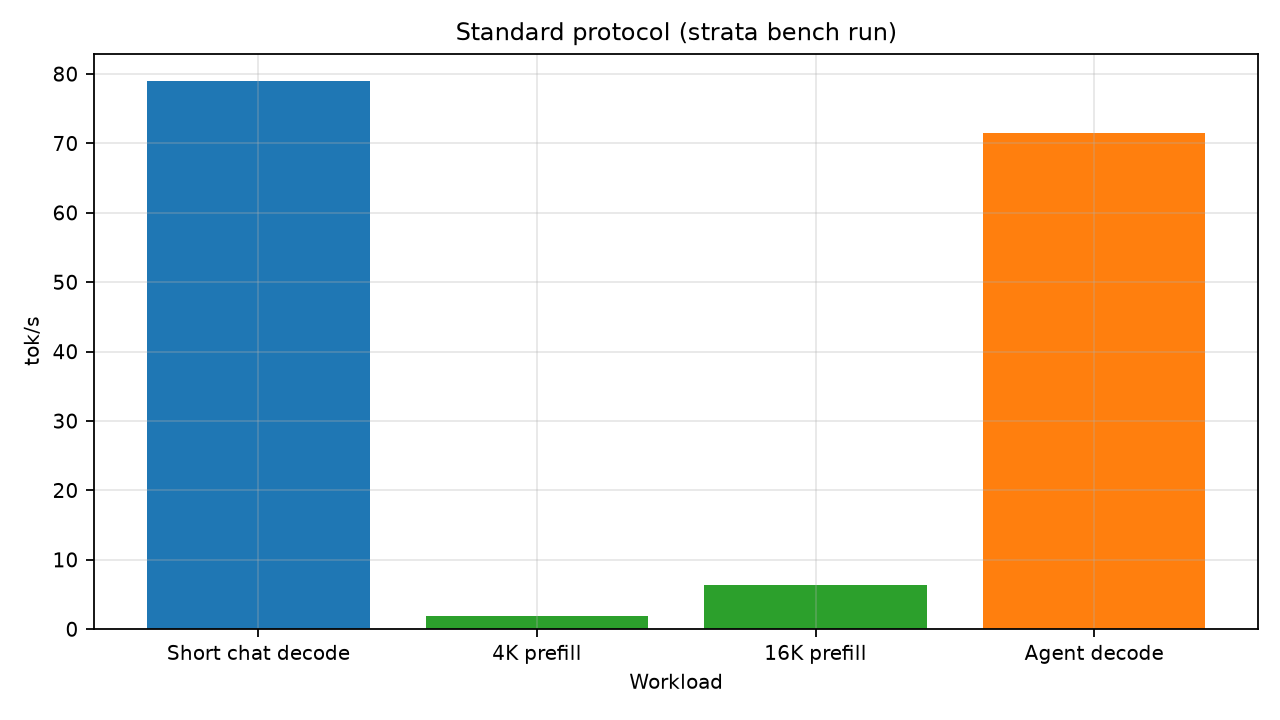 Standard protocol (strata bench run)
80
70
60
50
40
30
20
10
0
tok/s
Short chat decode
4K prefill
16K prefill
Agent decode
Workload